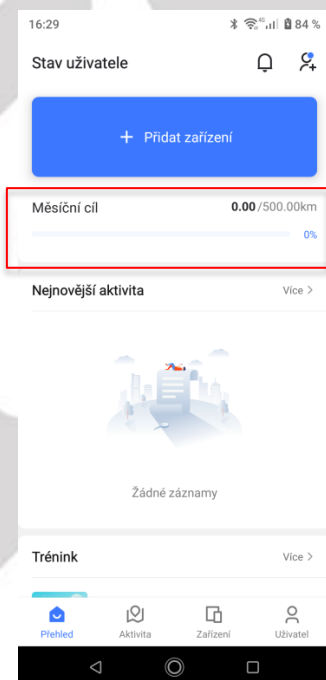 16:29
4G
84 %
Stav uživatele
+ Přidat zařízení
Měsíční cíl
0.00/500.00km
0%
Nejnovější aktivita
Více >
Žádné záznamy
Trénink
Více >
Přehled
Aktivita
Zařízení
Uživatel